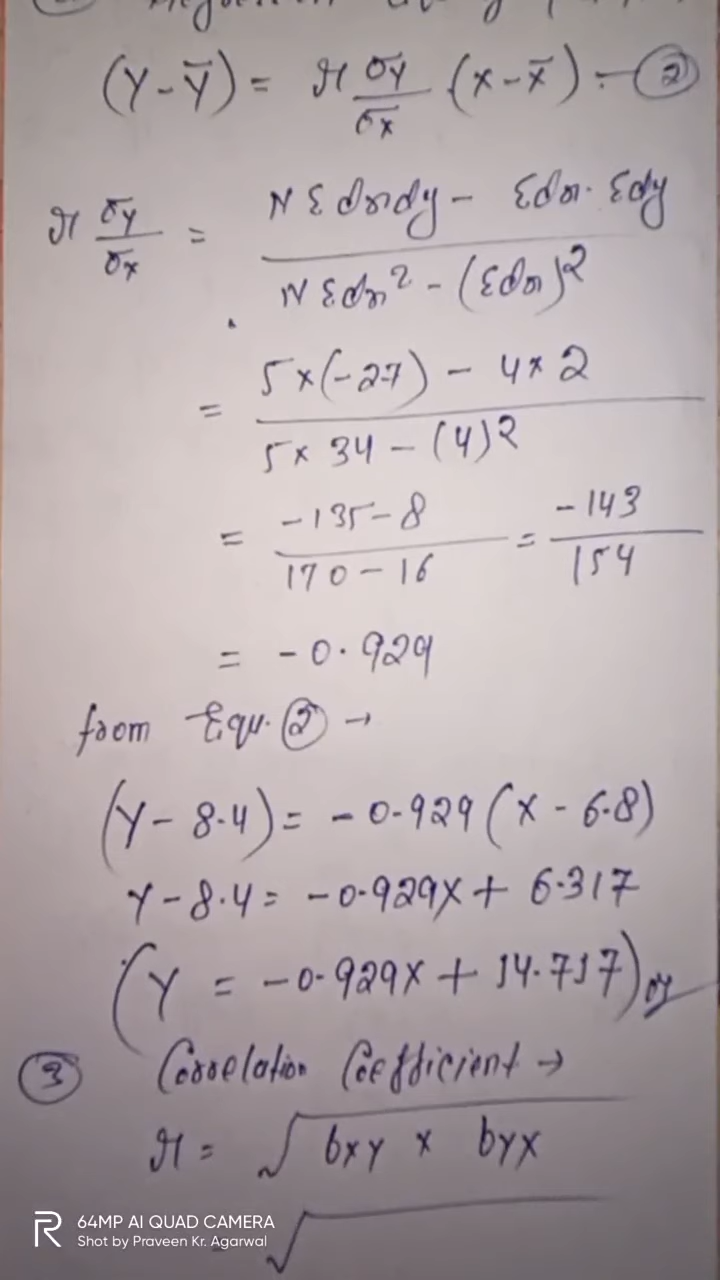 (Y - Ȳ) = r σy/σx (x - x̄) - ②
r σy/σx = N Σdxdy - Σdx. Σdy / N Σdx² - (Σdx)²
= 5 x (-27) - 4 x 2 / 5 x 34 - (4)²
= -135 - 8 / 170 - 16 = -143 / 154
= -0.929
from Equ. ② →
(Y - 8.4) = -0.929 (X - 6.8)
Y - 8.4 = -0.929X + 6.317
(Y = -0.929X + 14.717)
③ Correlation Coefficient →
r = √ bxy x byx
= √
64MP AI QUAD CAMERA
Shot by Praveen Kr. Agarwal